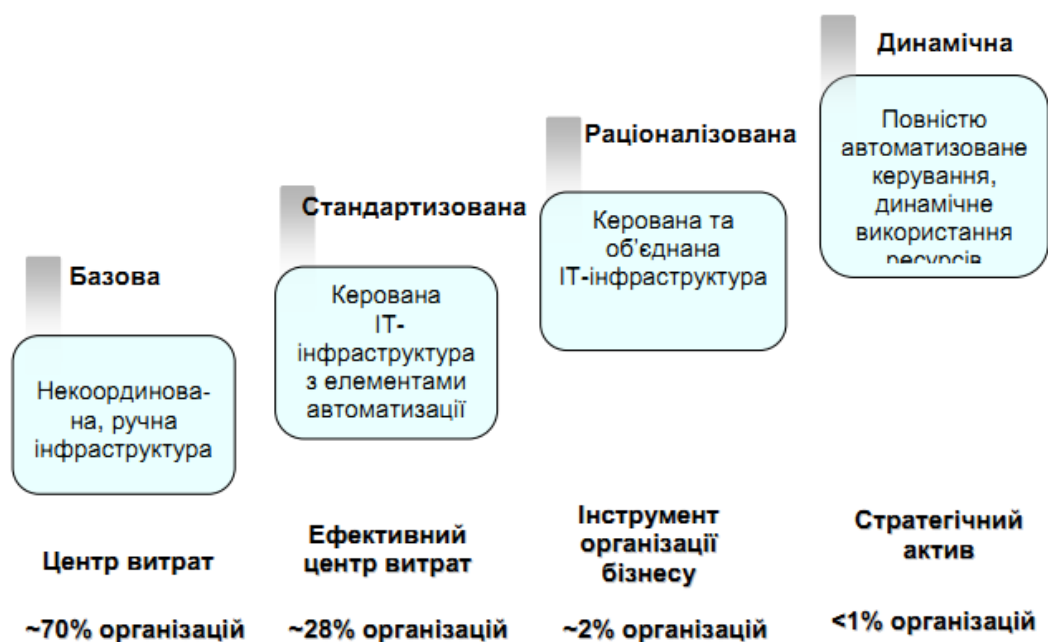 Базова
Некоординова-
на, ручна
інфраструктура
Центр витрат
~70% організацій
Стандартизована
Керована
ІТ-
інфраструктура
з елементами
автоматизації
Ефективний
центр витрат
~28% організацій
Раціоналізована
Керована та
об’єднана
ІТ-інфраструктура
Інструмент
організації
бізнесу
~2% організацій
Динамічна
Повністю
автоматизоване
керування,
динамічне
використання
ресурсів
Стратегічний
актив
<1% організацій